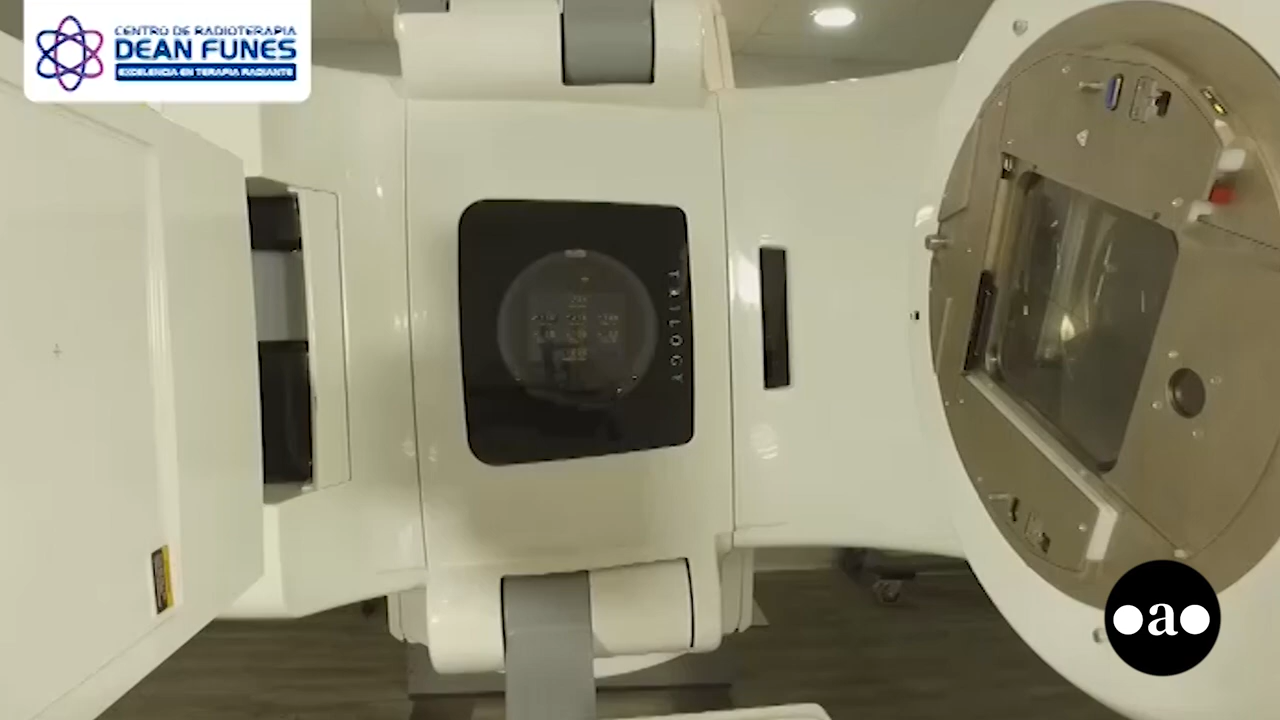 CENTRO DE RADIOTERAPIA
DEAN FUNES
EXCELENCIA EN TERAPIA RADIANTE
TRILOGY
a